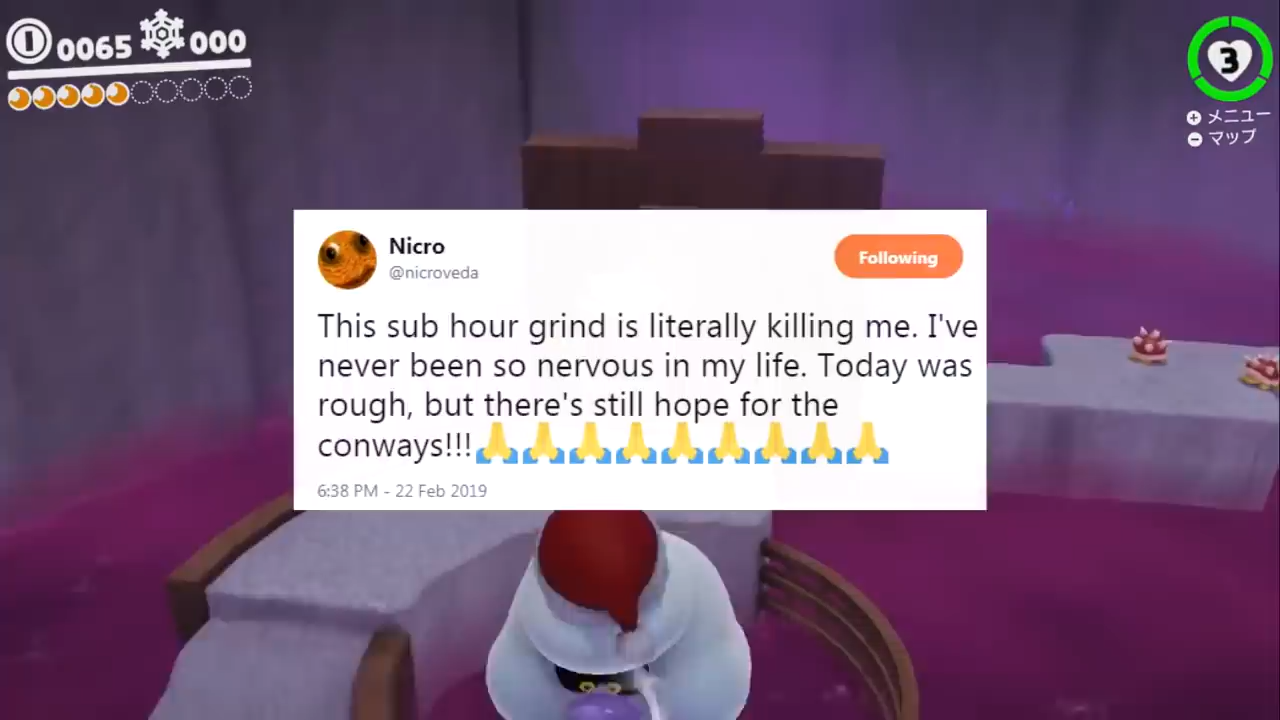 0065 000
3
メニュー
マップ
Nicro
@nicroveda
Following
This sub hour grind is literally killing me. I've
never been so nervous in my life. Today was
rough, but there's still hope for the
conways!!!🙏🙏🙏🙏🙏🙏🙏🙏🙏
6:38 PM - 22 Feb 2019